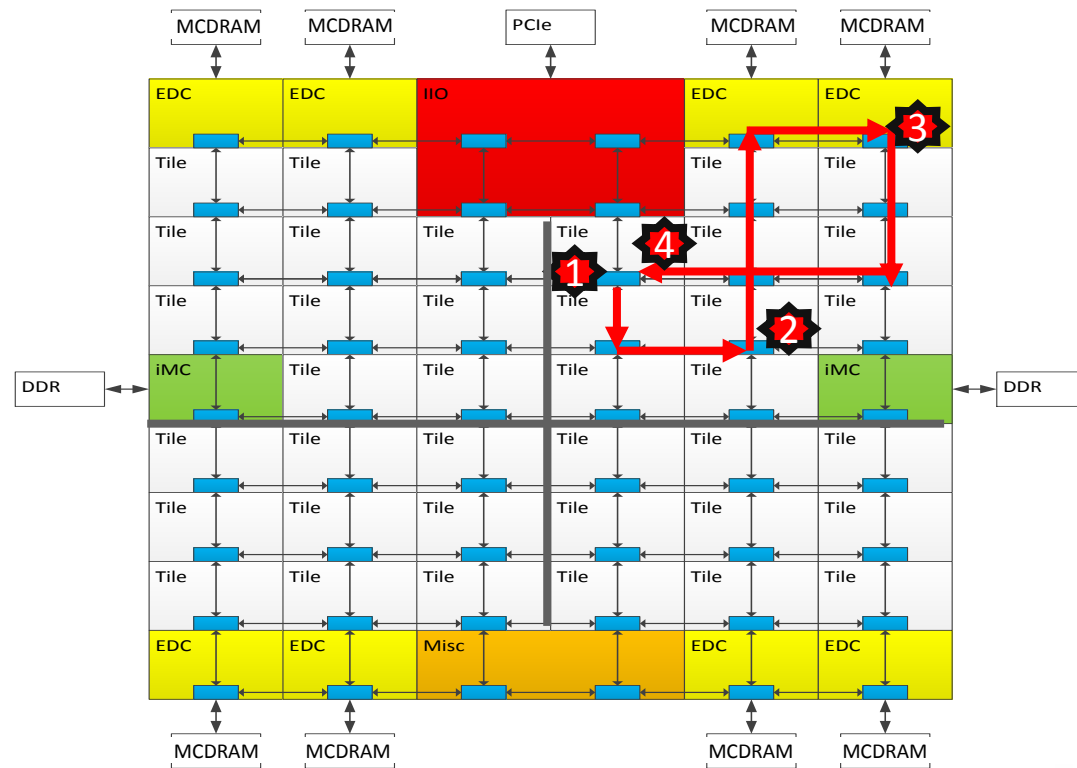 MCDRAM MCDRAM PCIe MCDRAM MCDRAM
EDC EDC IIO EDC EDC
3
Tile Tile Tile Tile
Tile Tile Tile Tile Tile Tile
4
1
Tile Tile Tile Tile Tile Tile
2
iMC Tile Tile Tile Tile iMC
DDR DDR
Tile Tile Tile Tile Tile Tile
Tile Tile Tile Tile Tile Tile
Tile Tile Tile Tile Tile Tile
EDC EDC Misc EDC EDC
MCDRAM MCDRAM MCDRAM MCDRAM